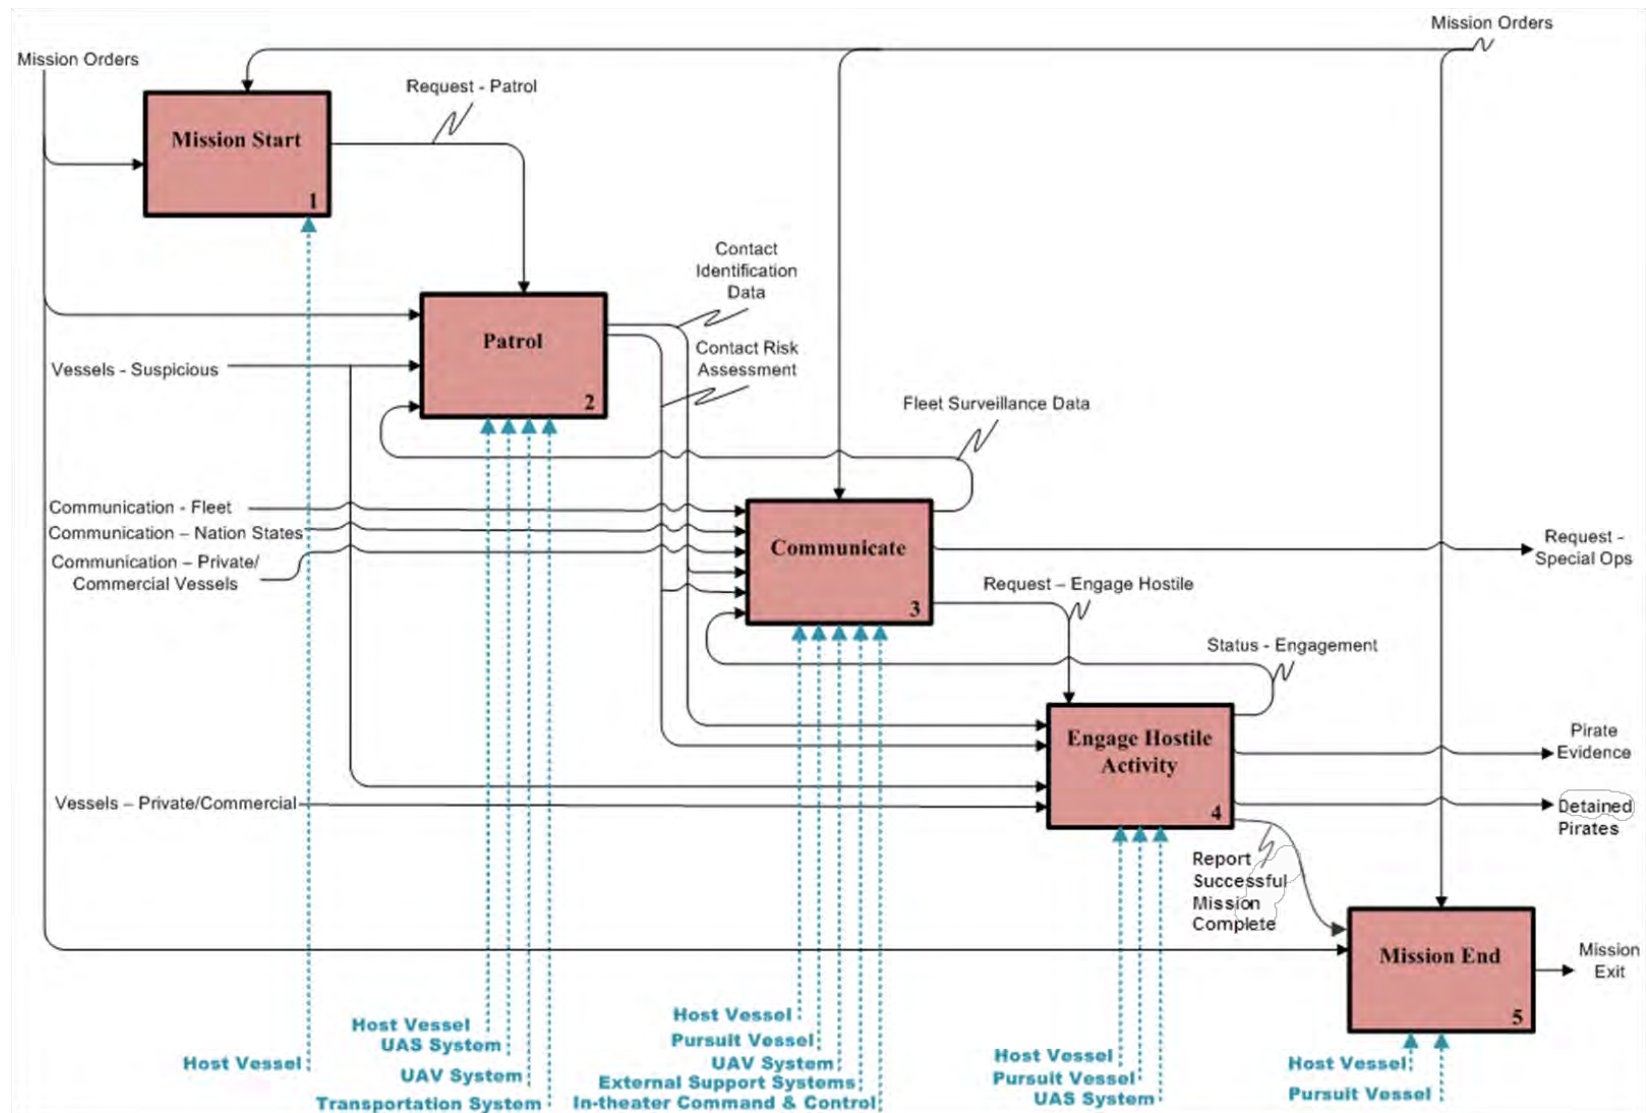 Mission Orders
Mission Orders
Request - Patrol
Mission Start
1
Contact
Identification
Data
Patrol
2
Contact Risk
Assessment
Vessels - Suspicious
Fleet Surveillance Data
Communication - Fleet
Communication – Nation States
Communication – Private/
Commercial Vessels
Communicate
3
Request -
Special Ops
Request – Engage Hostile
Status - Engagement
Engage Hostile
Activity
4
Pirate
Evidence
Vessels – Private/Commercial
Detained
Pirates
Report
Successful
Mission
Complete
Mission End
5
Mission
Exit
Host Vessel
Host Vessel
UAS System
UAV System
Transportation System
Host Vessel
Pursuit Vessel
UAV System
External Support Systems
In-theater Command & Control
Host Vessel
Pursuit Vessel
UAS System
Host Vessel
Pursuit Vessel